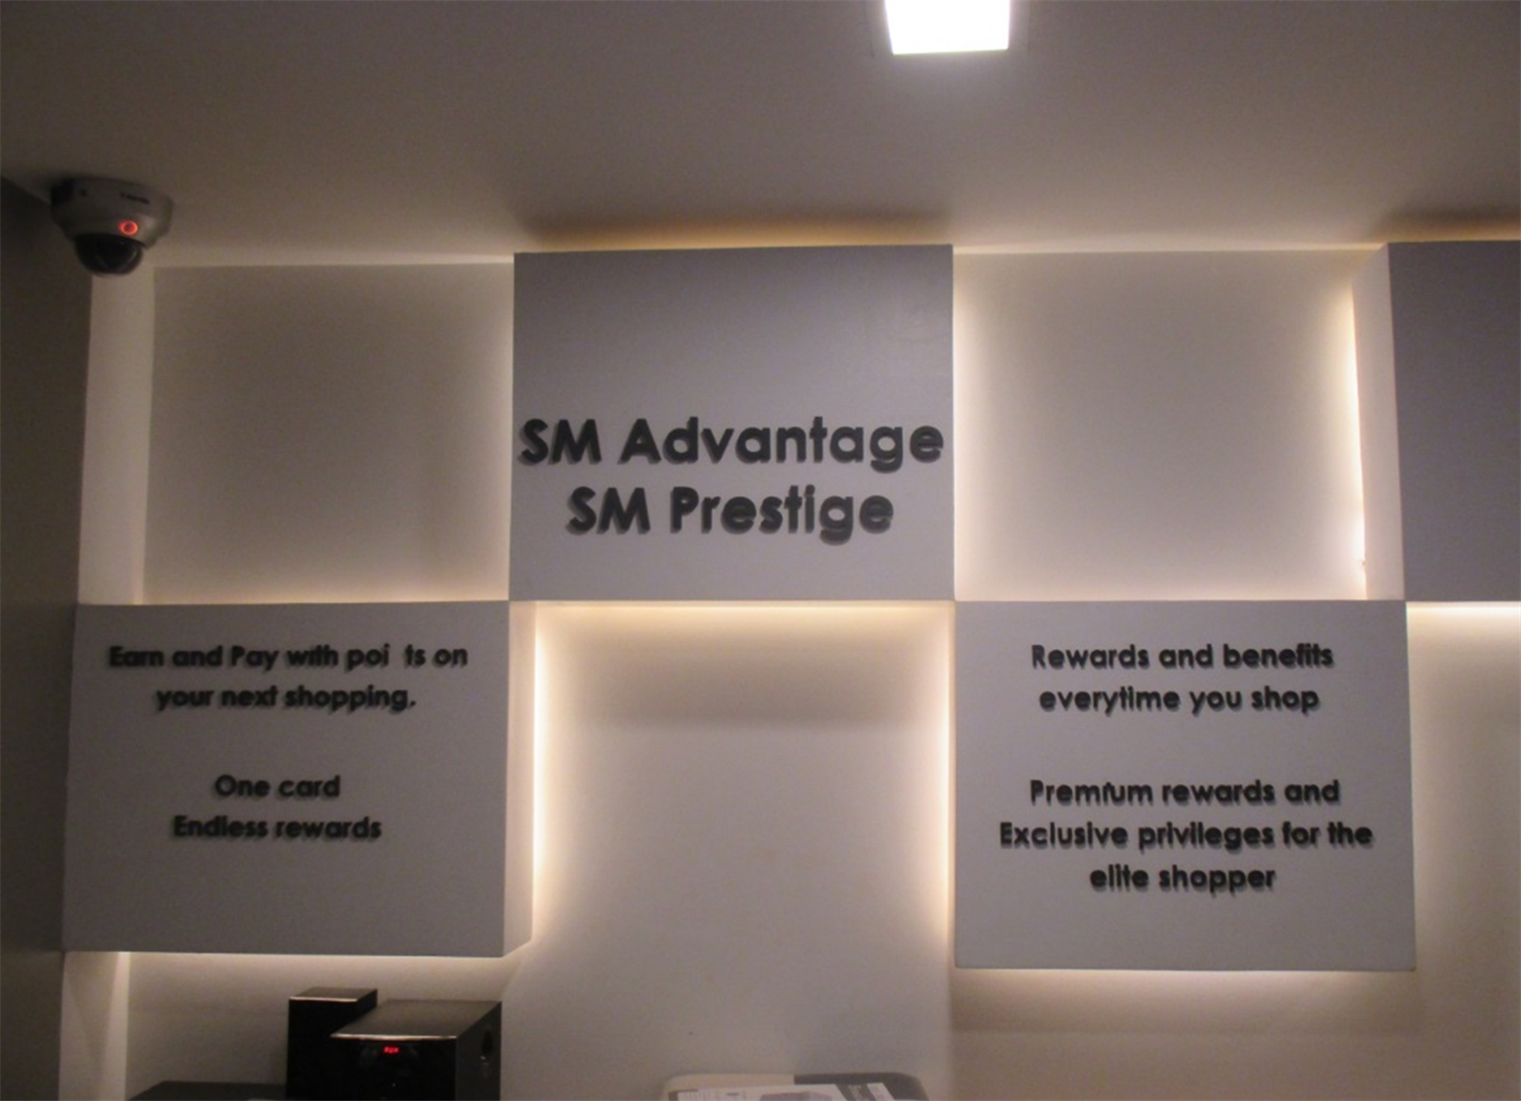 SM Advantage
SM Prestige
Earn and Pay with poi ts on
your next shopping.
One card
Endless rewards
Rewards and benefits
everytime you shop
Premium rewards and
Exclusive privileges for the
elite shopper